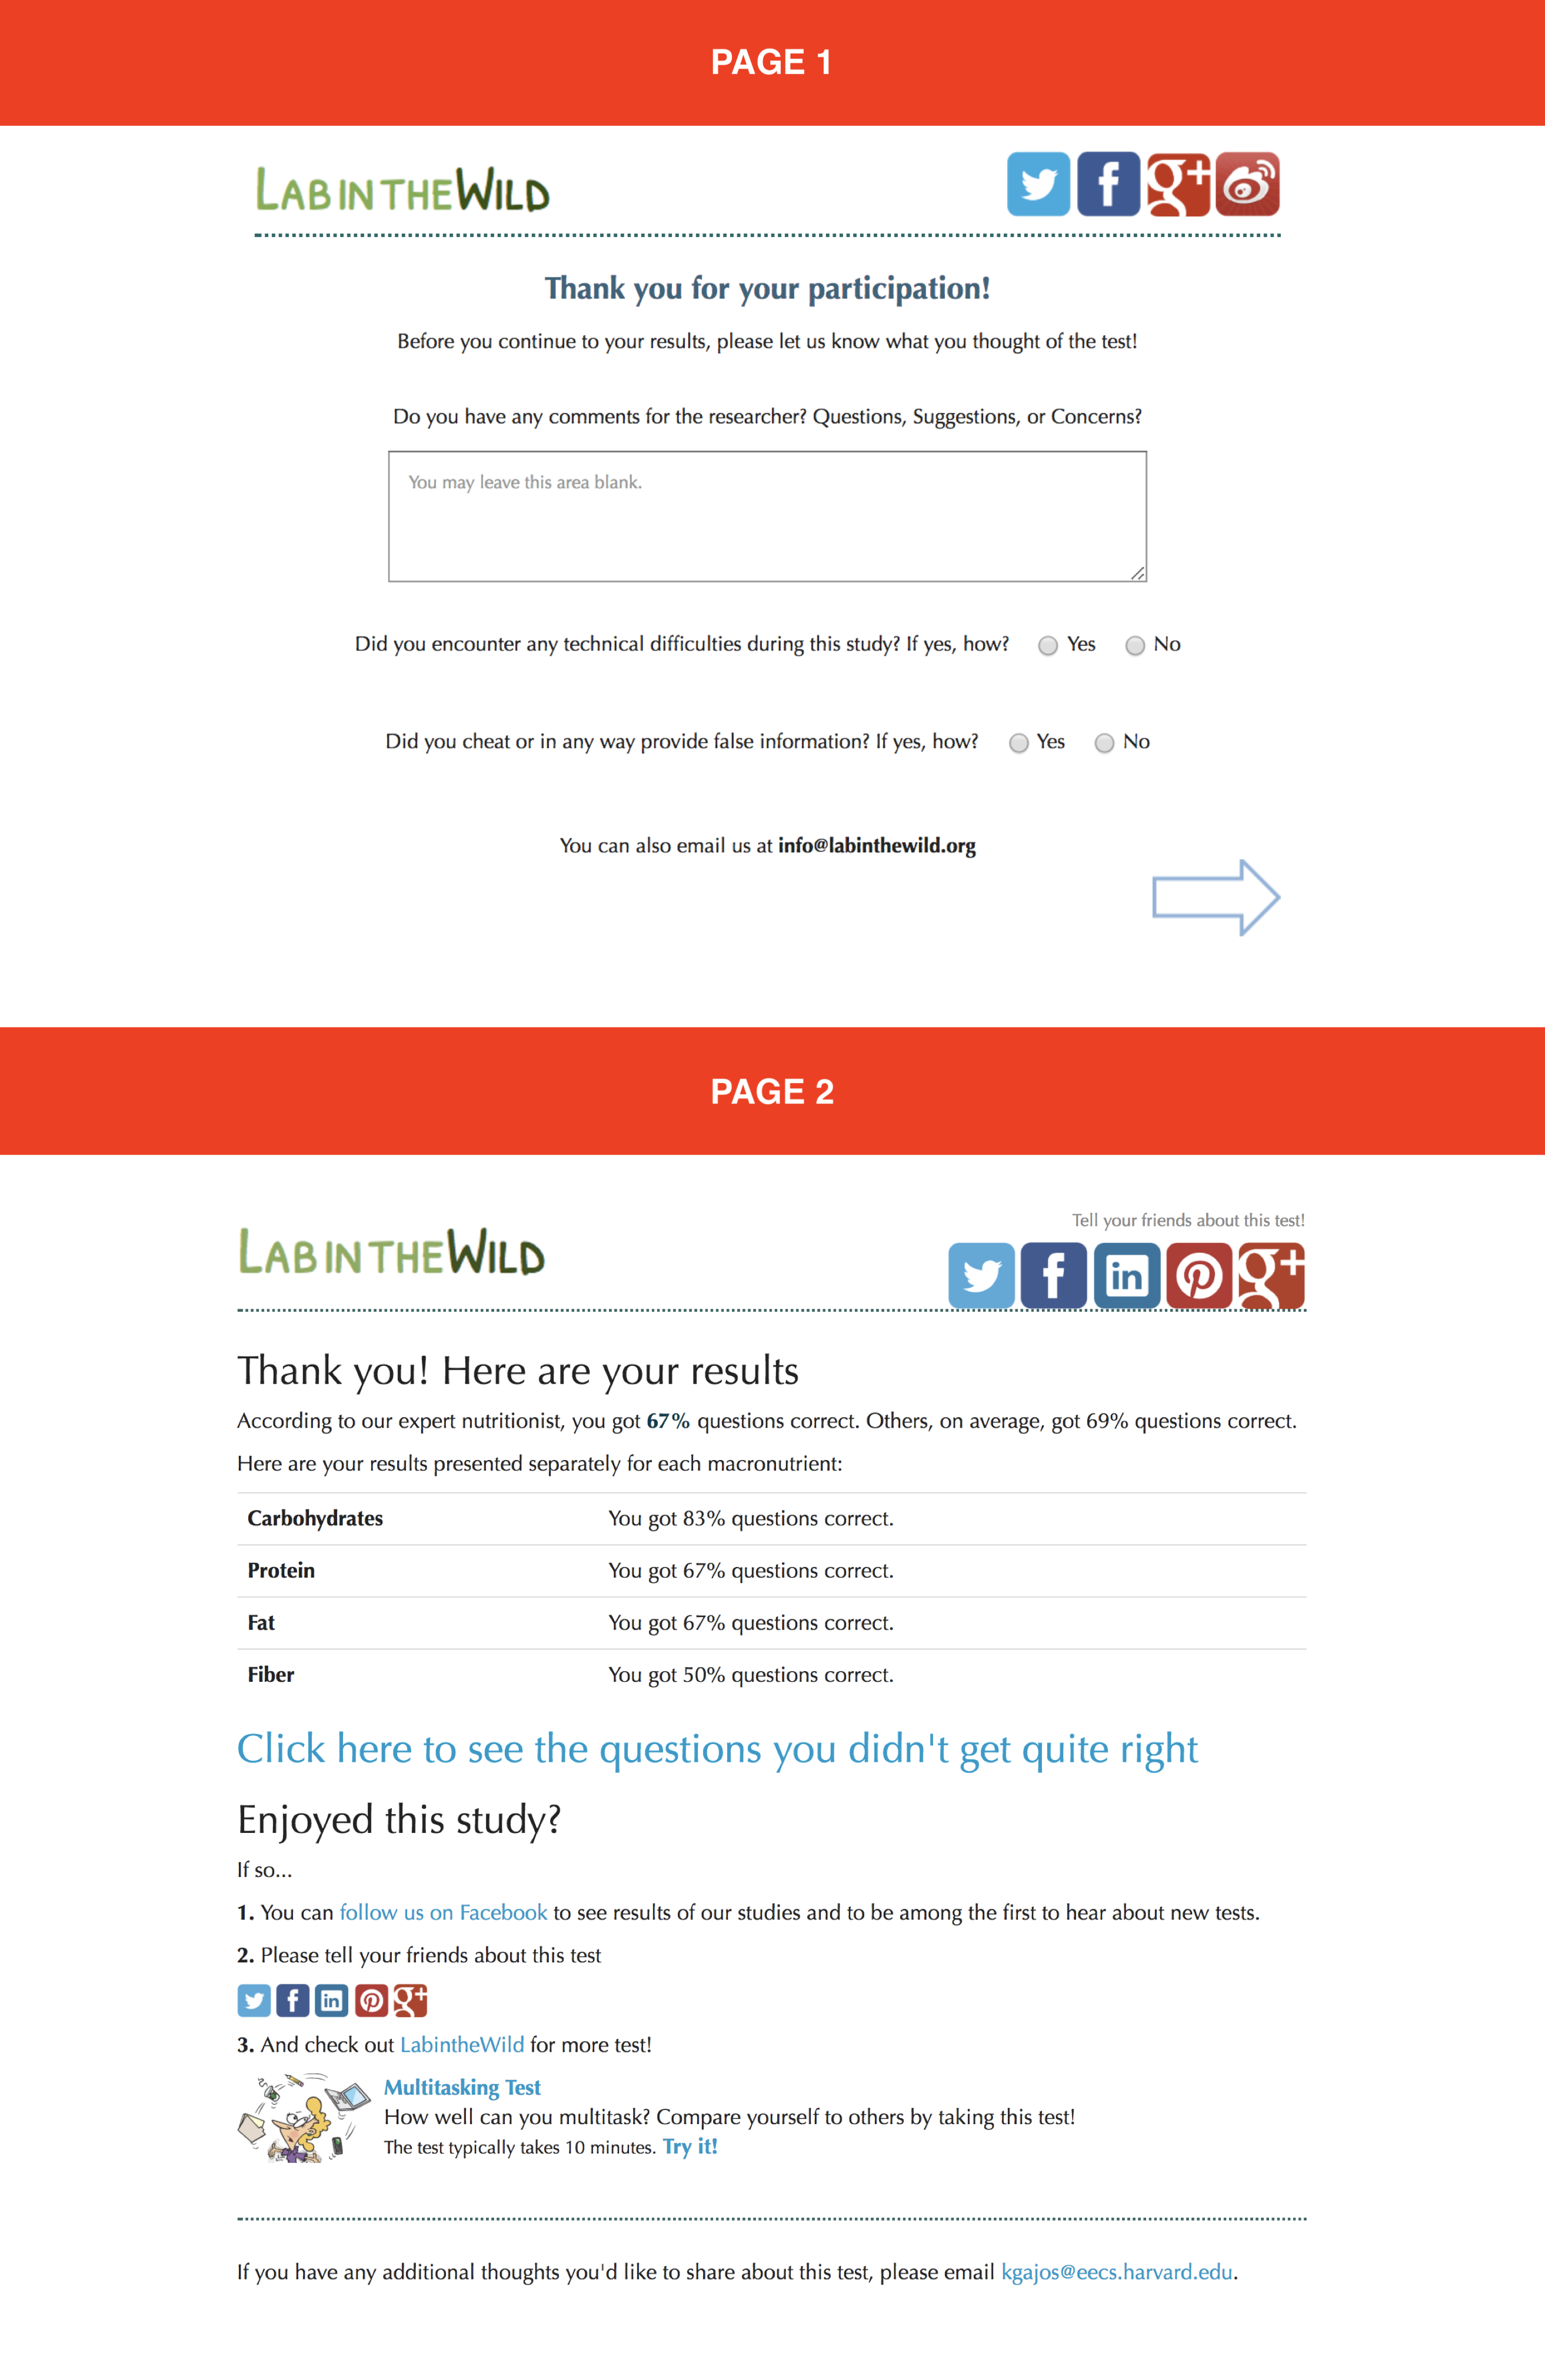 PAGE 1
LAB IN THE WILD
Thank you for your participation!
Before you continue to your results, please let us know what you thought of the test!
Do you have any comments for the researcher? Questions, Suggestions, or Concerns?
You may leave this area blank.
Did you encounter any technical difficulties during this study? If yes, how? Yes No
Did you cheat or in any way provide false information? If yes, how? Yes No
You can also email us at info@labinthewild.org
PAGE 2
Tell your friends about this test!
LAB IN THE WILD
Thank you! Here are your results
According to our expert nutritionist, you got 67% questions correct. Others, on average, got 69% questions correct.
Here are your results presented separately for each macronutrient:
Carbohydrates You got 83% questions correct.
Protein You got 67% questions correct.
Fat You got 67% questions correct.
Fiber You got 50% questions correct.
Click here to see the questions you didn't get quite right
Enjoyed this study?
If so...
1. You can follow us on Facebook to see results of our studies and to be among the first to hear about new tests.
2. Please tell your friends about this test
3. And check out LabintheWild for more test!
Multitasking Test
How well can you multitask? Compare yourself to others by taking this test!
The test typically takes 10 minutes. Try it!
If you have any additional thoughts you'd like to share about this test, please email kgajos@eecs.harvard.edu.